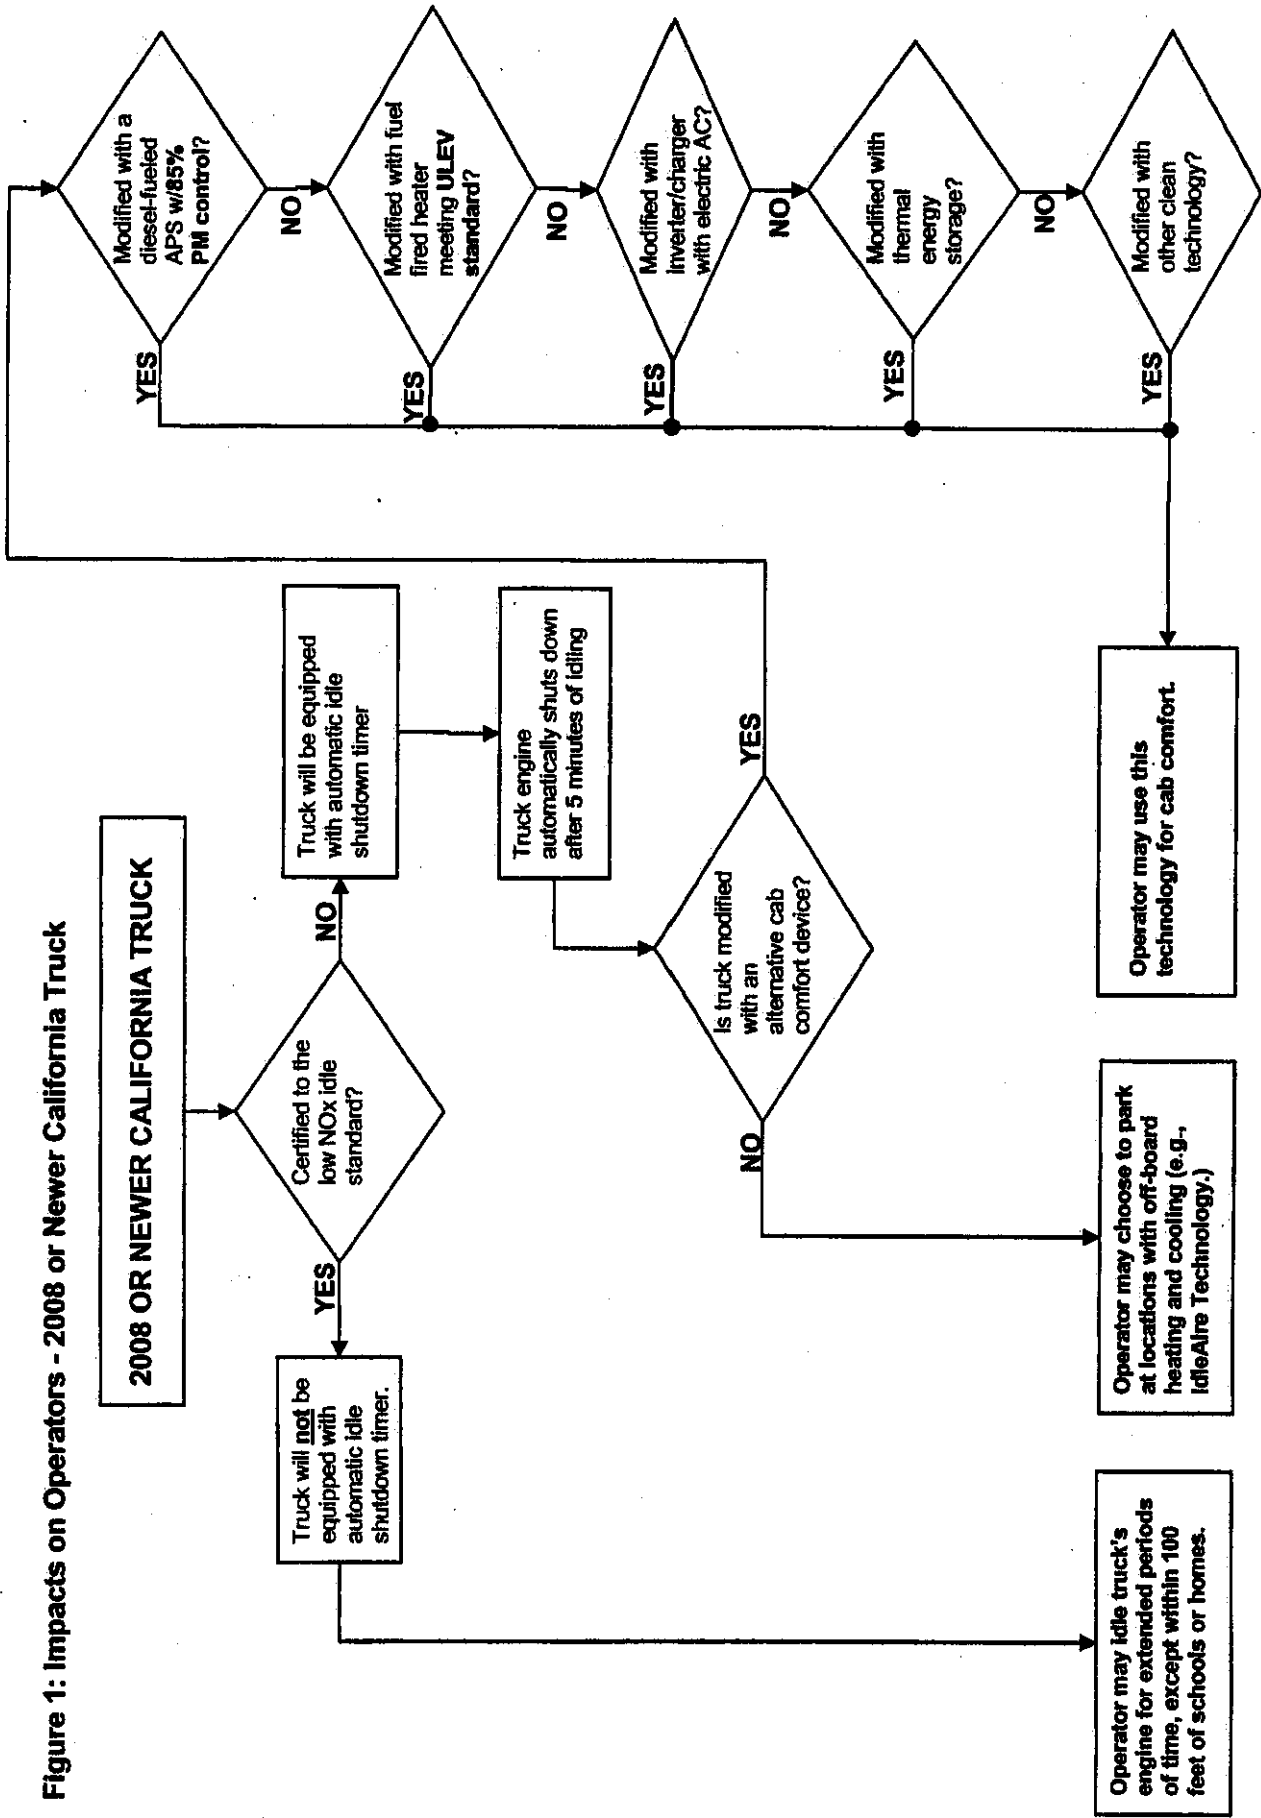 Figure 1: Impacts on Operators - 2008 or Newer California Truck
2008 OR NEWER CALIFORNIA TRUCK
Certified to the
low NOx idle
standard?
YES
NO
Truck will not be
equipped with
automatic idle
shutdown timer.
Truck will be equipped
with automatic idle
shutdown timer
Truck engine
automatically shuts down
after 5 minutes of idling
Is truck modified
with an
alternative cab
comfort device?
NO
YES
Modified with a
diesel-fueled
APS w/85%
PM control?
YES
NO
Modified with fuel
fired heater
meeting ULEV
standard?
YES
NO
Modified with
inverter/charger
with electric AC?
YES
NO
Modified with
thermal
energy
storage?
YES
NO
Modified with
other clean
technology?
YES
Operator may idle truck's
engine for extended periods
of time, except within 100
feet of schools or homes.
Operator may choose to park
at locations with off-board
heating and cooling (e.g.,
IdleAire Technology.)
Operator may use this
technology for cab comfort.